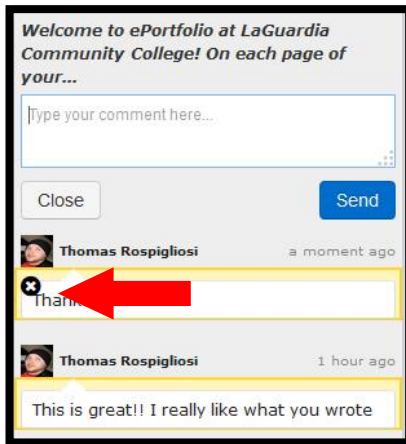 Welcome to ePortfolio at LaGuardia
Community College! On each page of
your...
Type your comment here...
Close Send
Thomas Rospigliosi a moment ago
Thomas Rospigliosi 1 hour ago
This is great!! I really like what you wrote